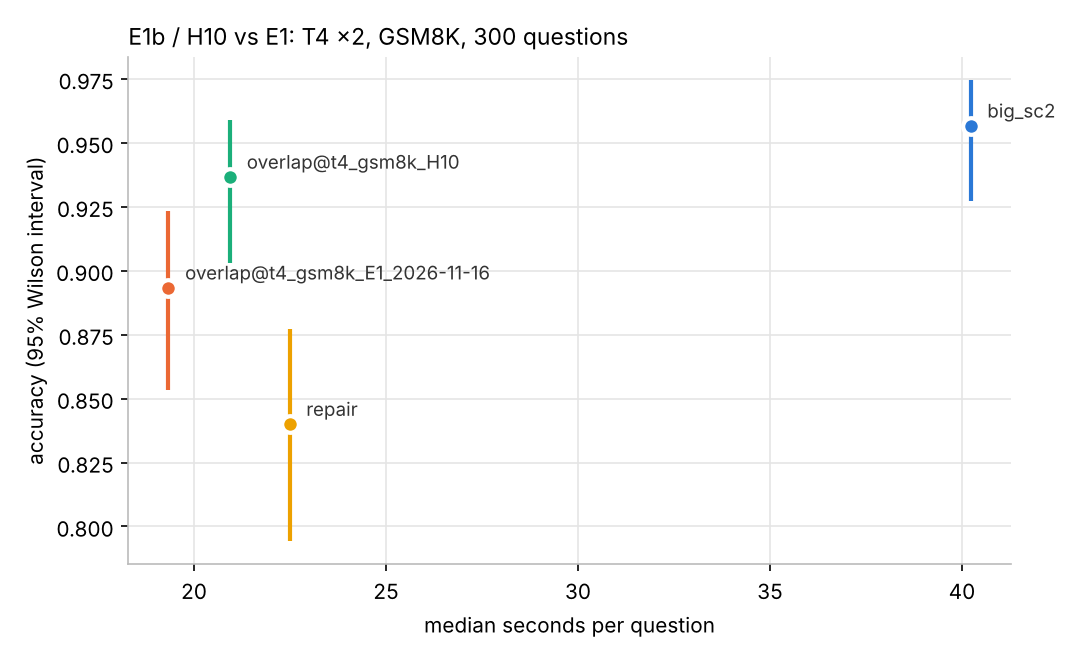 E1b / H10 vs E1: T4 ×2, GSM8K, 300 questions
accuracy (95% Wilson interval)
0.975
0.950
0.925
0.900
0.875
0.850
0.825
0.800
big_sc2
overlap@t4_gsm8k_H10
overlap@t4_gsm8k_E1_2026-11-16
repair
20
25
30
35
40
median seconds per question